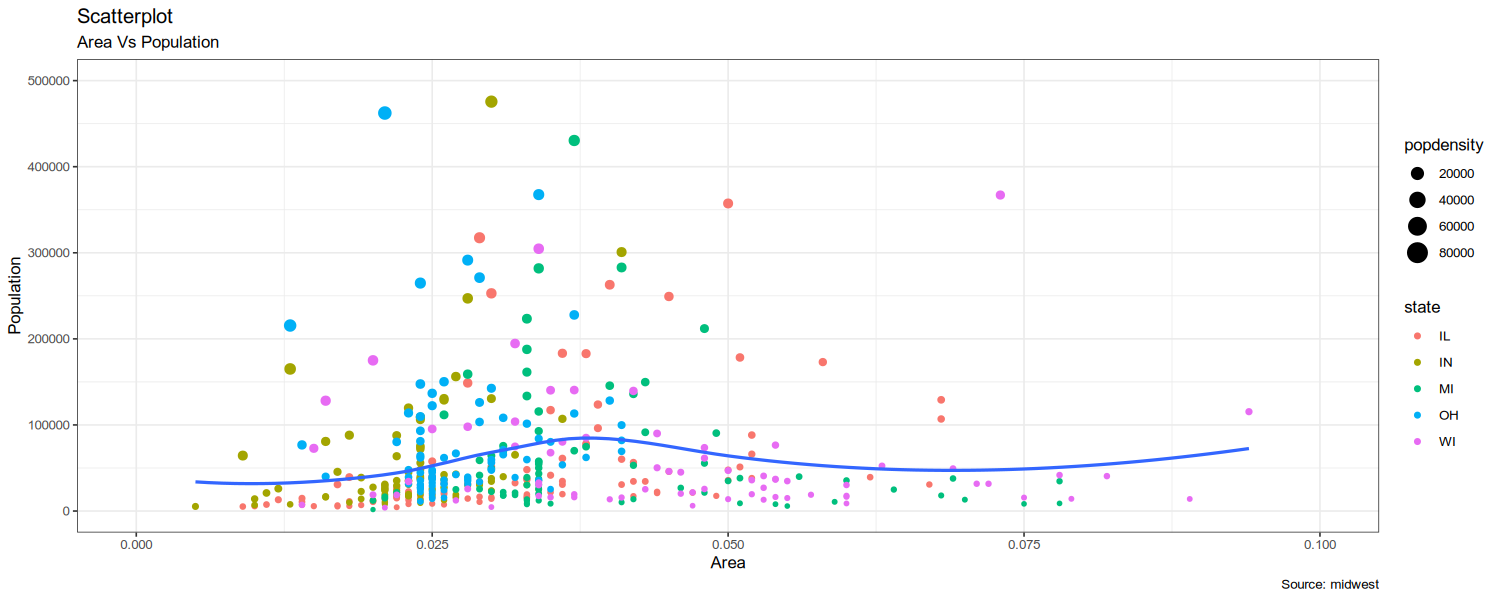 Scatterplot
Area Vs Population
Population
500000
400000
300000
200000
100000
0
0.000
0.025
0.050
0.075
0.100
Area
popdensity
20000
40000
60000
80000
state
IL
IN
MI
OH
WI
Source: midwest